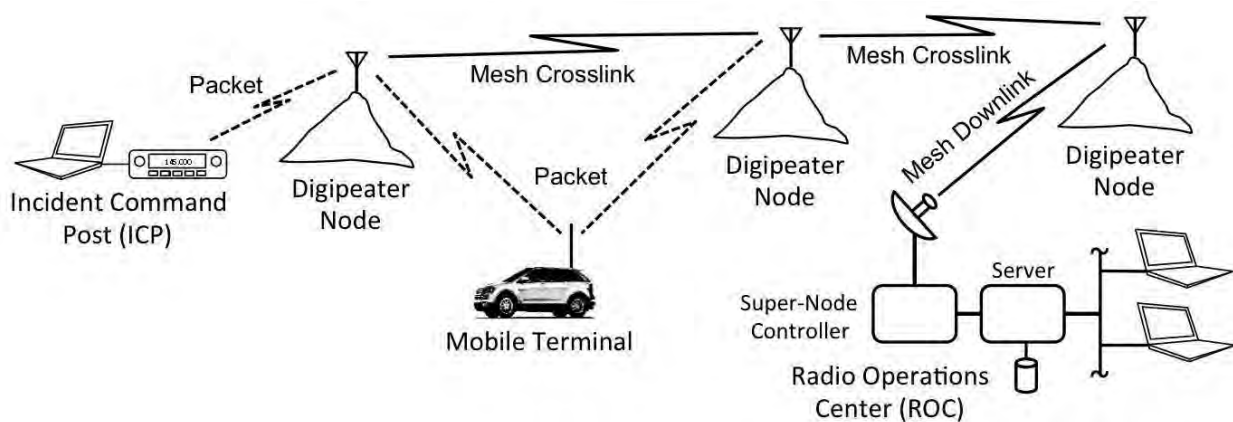 Packet
Mesh Crosslink
Mesh Crosslink
Mesh Downlink
145.000
Incident Command
Post (ICP)
Digipeater
Node
Packet
Digipeater
Node
Digipeater
Node
Mobile Terminal
Super-Node
Controller
Server
Radio Operations
Center (ROC)